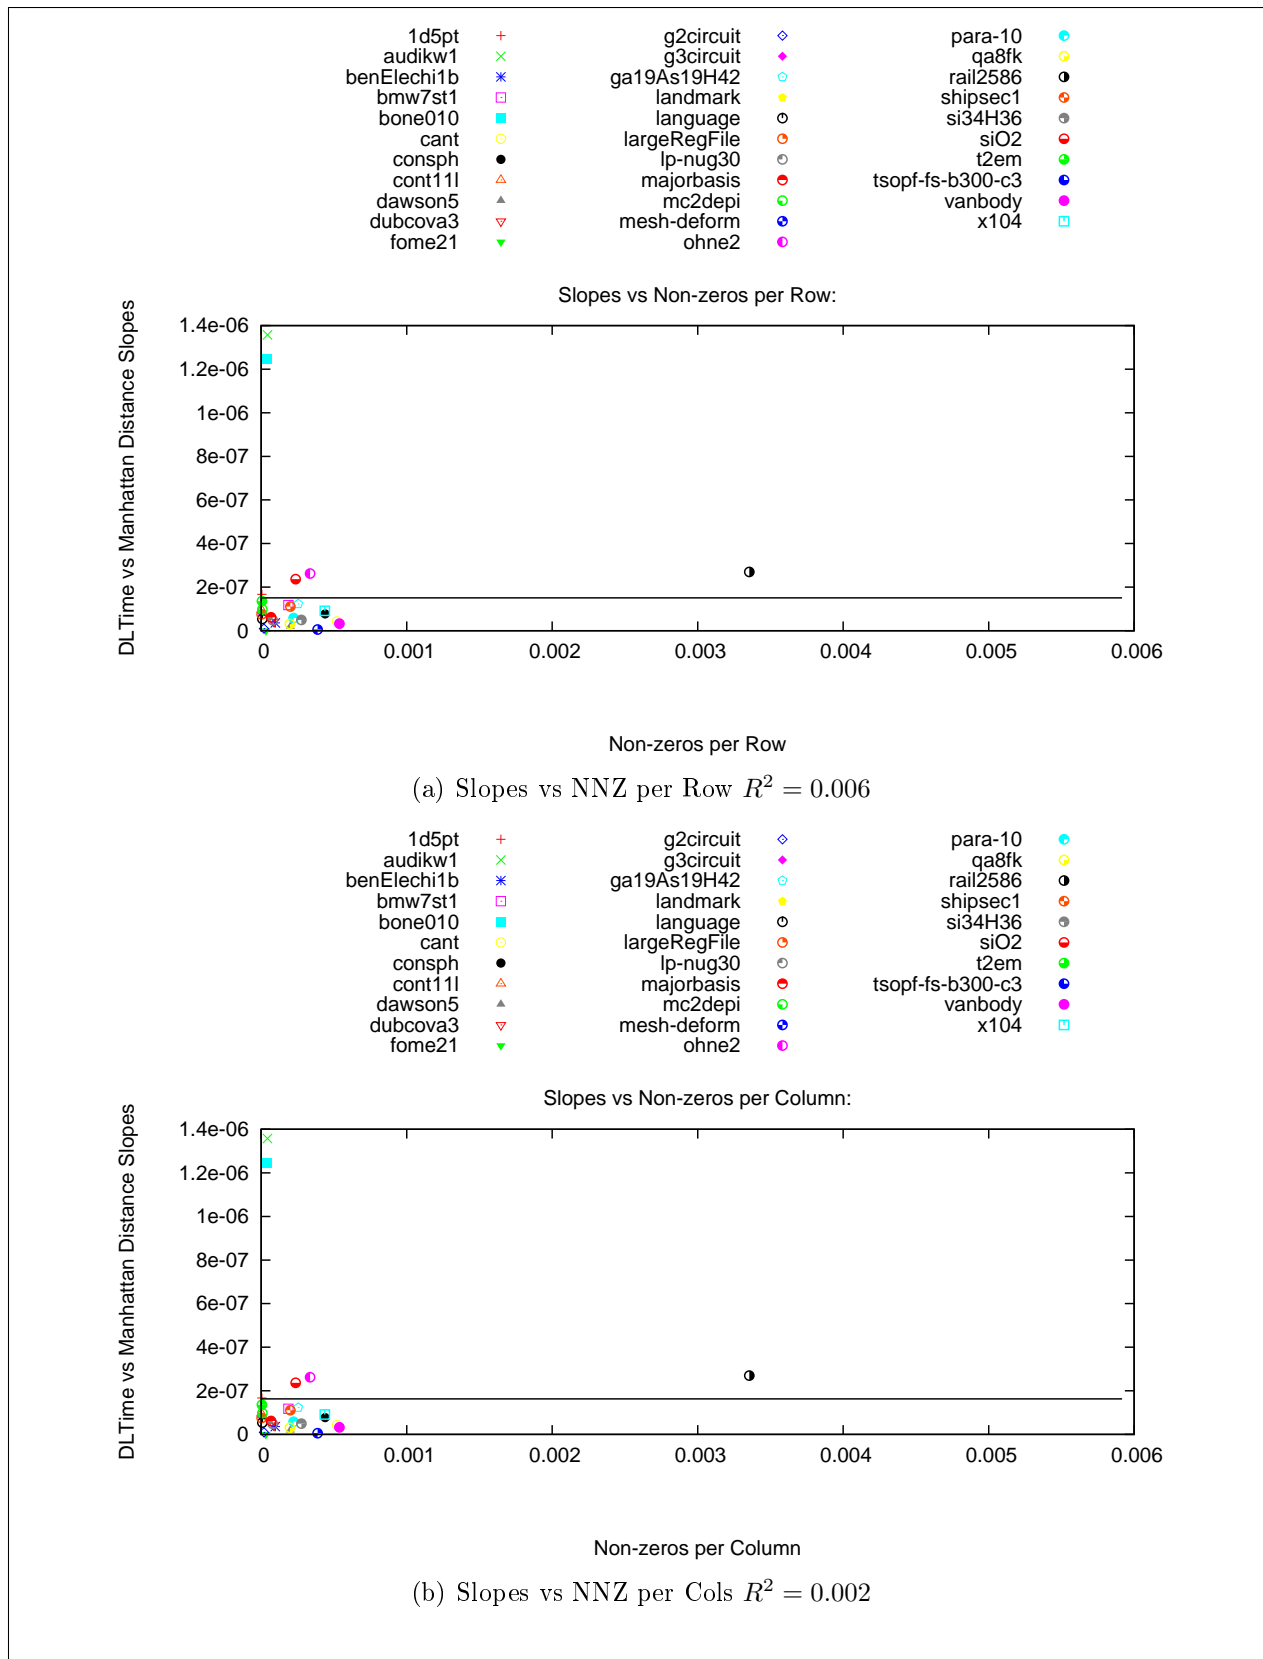 1d5pt g2circuit para-10
audikw1 g3circuit qa8fk
benElechi1b ga19As19H42 rail2586
bmw7st1 landmark shipsec1
bone010 language si34H36
cant largeRegFile siO2
consph lp-nug30 t2em
cont11l majorbasis tsopf-fs-b300-c3
dawson5 mc2depi vanbody
dubcova3 mesh-deform x104
fome21 ohne2
Slopes vs Non-zeros per Row:
DLTime vs Manhattan Distance Slopes
1.4e-06
1.2e-06
1e-06
8e-07
6e-07
4e-07
2e-07
0
0 0.001 0.002 0.003 0.004 0.005 0.006
Non-zeros per Row
(a) Slopes vs NNZ per Row R² = 0.006
1d5pt g2circuit para-10
audikw1 g3circuit qa8fk
benElechi1b ga19As19H42 rail2586
bmw7st1 landmark shipsec1
bone010 language si34H36
cant largeRegFile siO2
consph lp-nug30 t2em
cont11l majorbasis tsopf-fs-b300-c3
dawson5 mc2depi vanbody
dubcova3 mesh-deform x104
fome21 ohne2
Slopes vs Non-zeros per Column:
DLTime vs Manhattan Distance Slopes
1.4e-06
1.2e-06
1e-06
8e-07
6e-07
4e-07
2e-07
0
0 0.001 0.002 0.003 0.004 0.005 0.006
Non-zeros per Column
(b) Slopes vs NNZ per Cols R² = 0.002